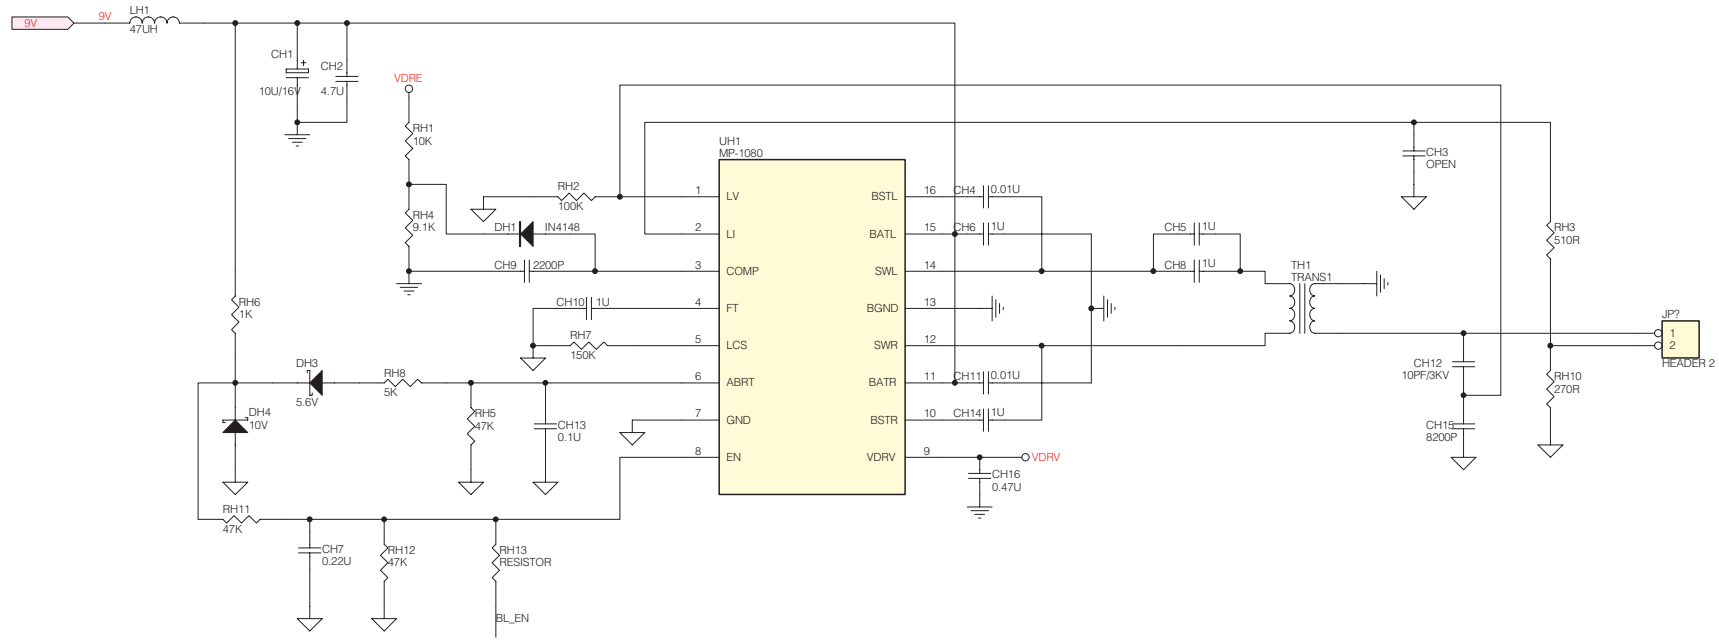 9V
9V
LH1
47UH
CH1
+
10U/16V
CH2
4.7U
VDRE
RH1
10K
RH4
9.1K
UH1
MP-1080
RH2
100K
DH1
IN4148
CH9
2200P
CH10
1U
RH7
150K
1
LV
2
LI
3
COMP
4
FT
5
LCS
6
ABRT
7
GND
8
EN
BSTL
16
BATL
15
SWL
14
BGND
13
SWR
12
BATR
11
BSTR
10
VDRV
9
CH4
0.01U
CH6
1U
CH11
0.01U
CH14
1U
VDRV
CH16
0.47U
CH5
1U
CH8
1U
TH1
TRANS1
CH3
OPEN
RH3
510R
JP?
1
2
HEADER 2
CH12
10PF/3KV
CH15
8200P
RH10
270R
RH6
1K
DH3
5.6V
RH8
5K
DH4
10V
RH5
47K
CH13
0.1U
RH11
47K
CH7
0.22U
RH12
47K
RH13
RESISTOR
BL_EN